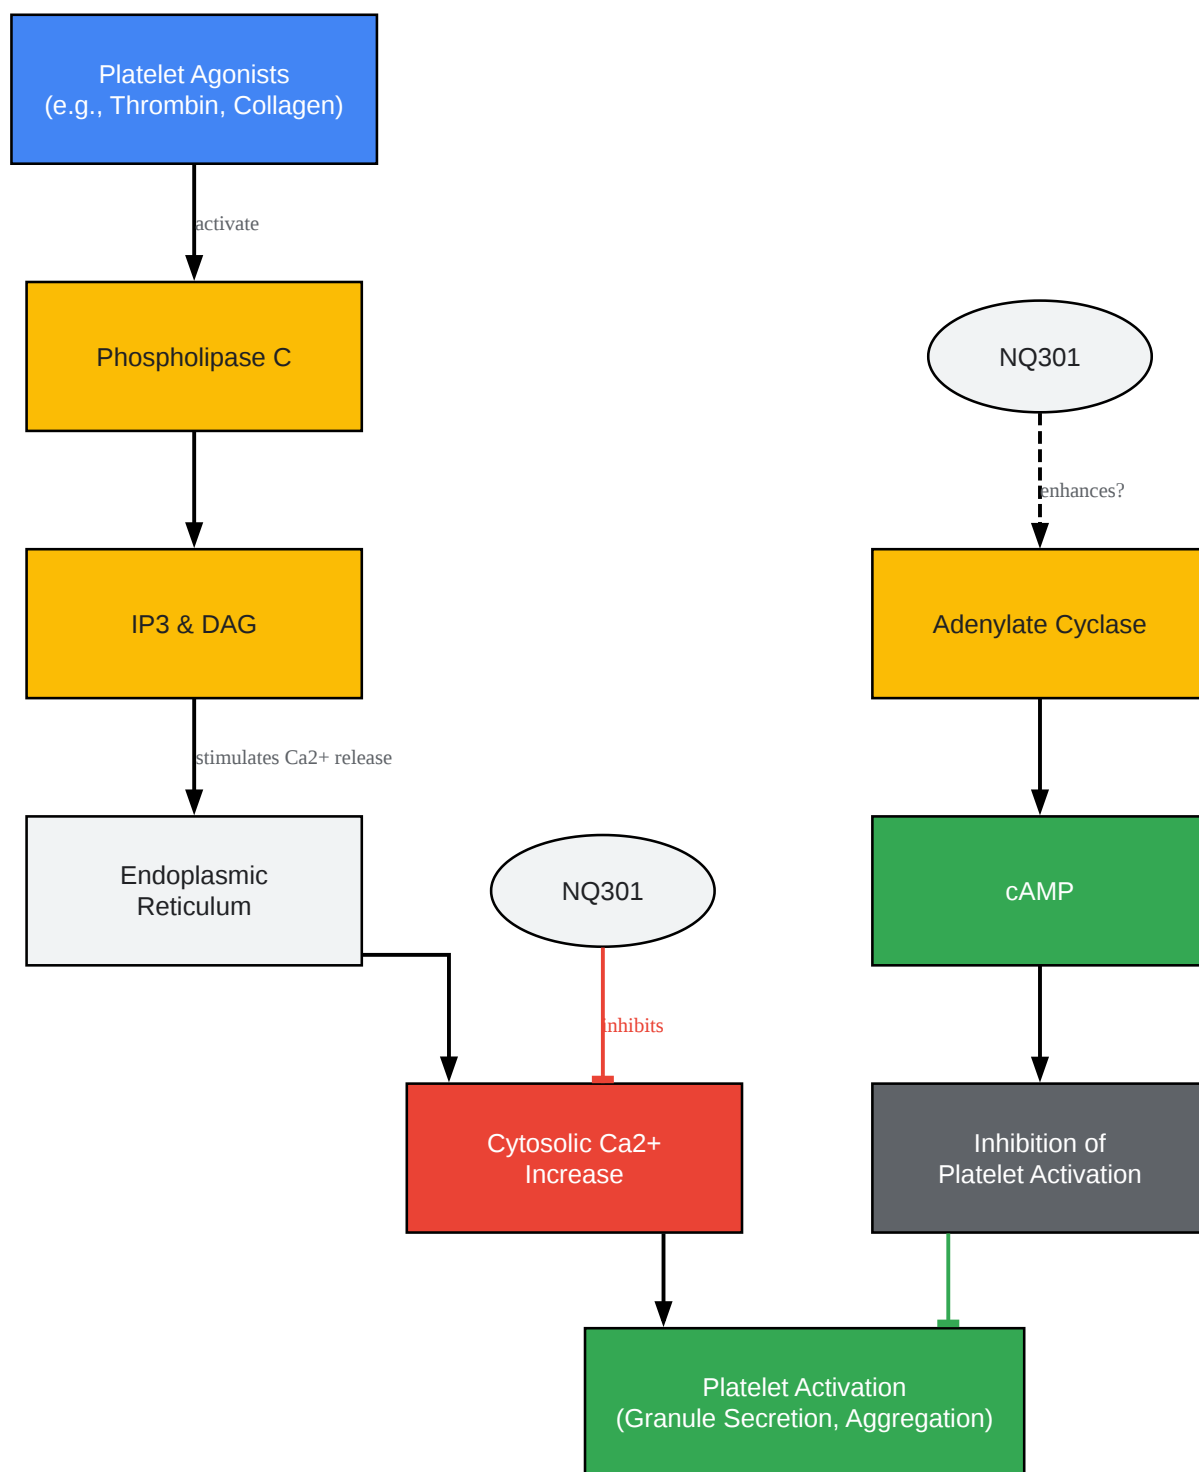 Platelet Agonists
(e.g., Thrombin, Collagen)
activate
Phospholipase C
NQ301
enhances?
IP3 & DAG
Adenylate Cyclase
stimulates Ca2+ release
Endoplasmic
Reticulum
NQ301
cAMP
inhibits
Cytosolic Ca2+
Increase
Inhibition of
Platelet Activation
Platelet Activation
(Granule Secretion, Aggregation)